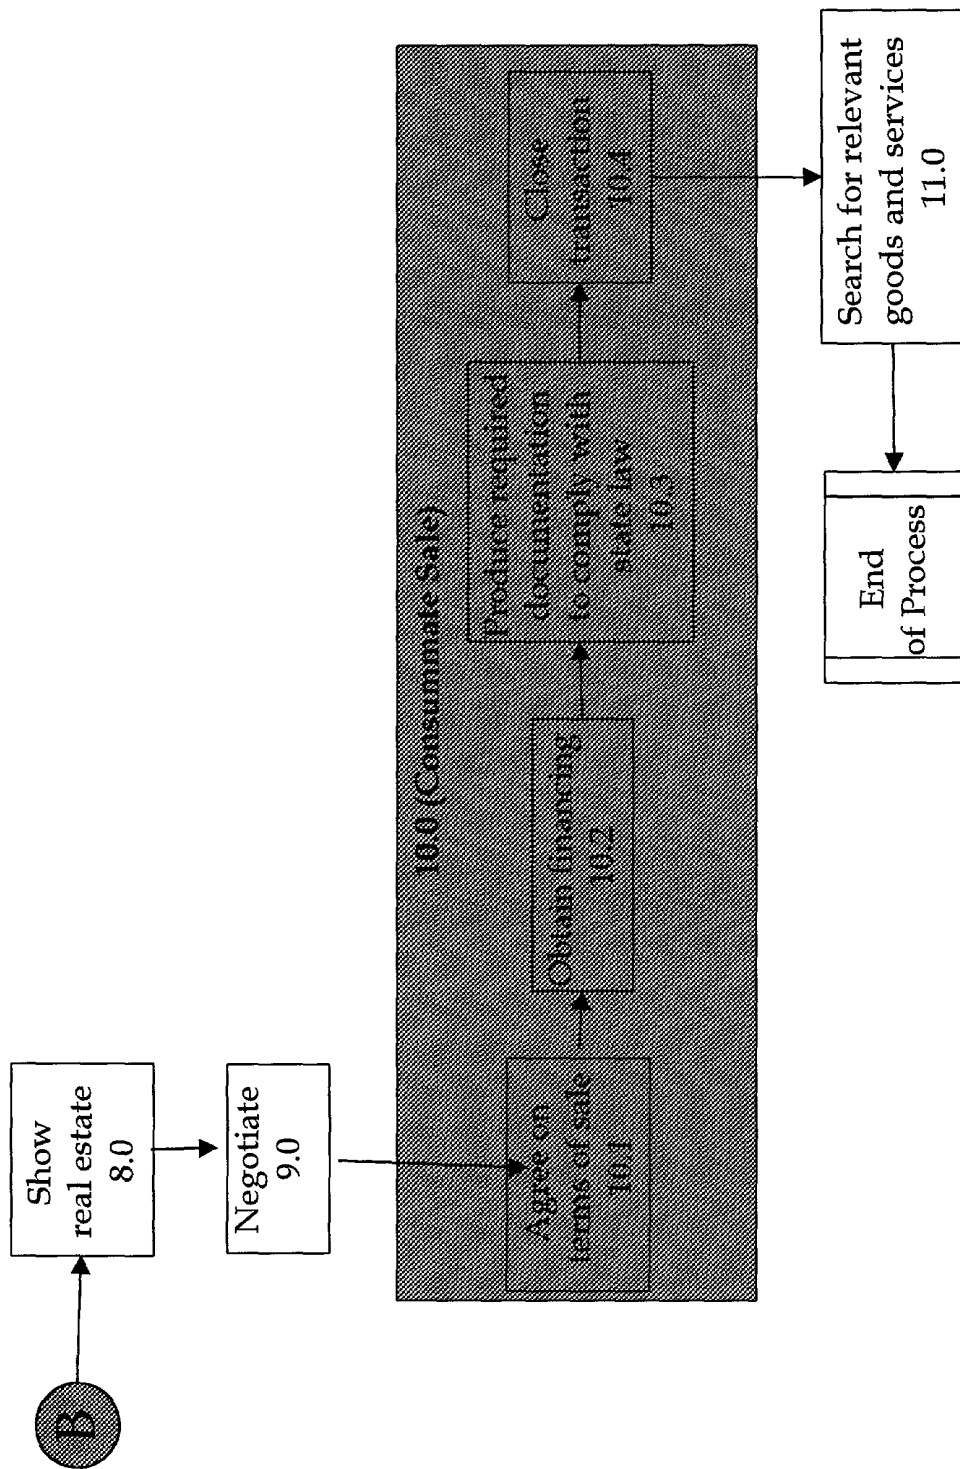 B
Show
real estate
8.0
Negotiate
9.0
10.0 (Consummate Sale)
Agree on
terms of sale
10.1
Obtain financing
10.2
Produce required
documentation
to comply with
state law
10.3
Close
transaction
10.4
Search for relevant
goods and services
11.0
End
of Process